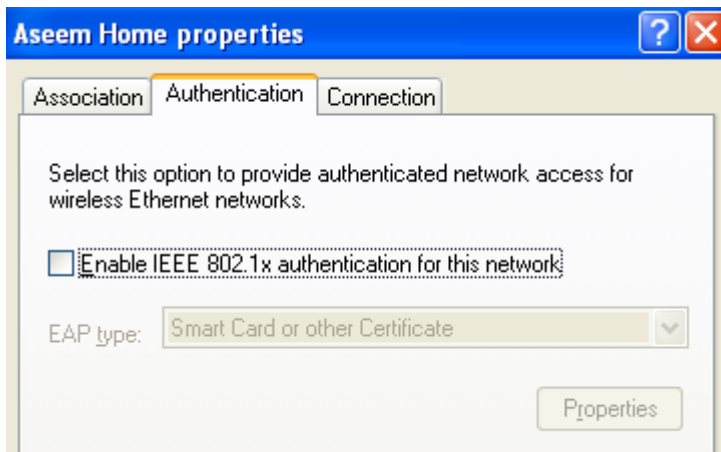 Aseem Home properties
Association Authentication Connection
Select this option to provide authenticated network access for
wireless Ethernet networks.
Enable IEEE 802.1x authentication for this network
EAP type: Smart Card or other Certificate
Properties